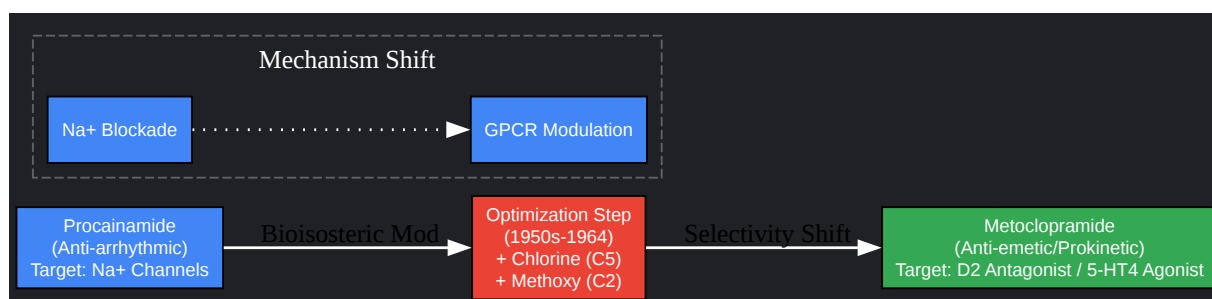 Mechanism Shift
Na+ Blockade
GPCR Modulation
Procainamide
(Anti-arrhythmic)
Target: Na+ Channels
Bioisosteric Mod
Optimization Step
(1950s-1964)
+ Chlorine (C5)
+ Methoxy (C2)
Selectivity Shift
Metoclopramide
(Anti-emetic/Prokinetic)
Target: D2 Antagonist / 5-HT4 Agonist